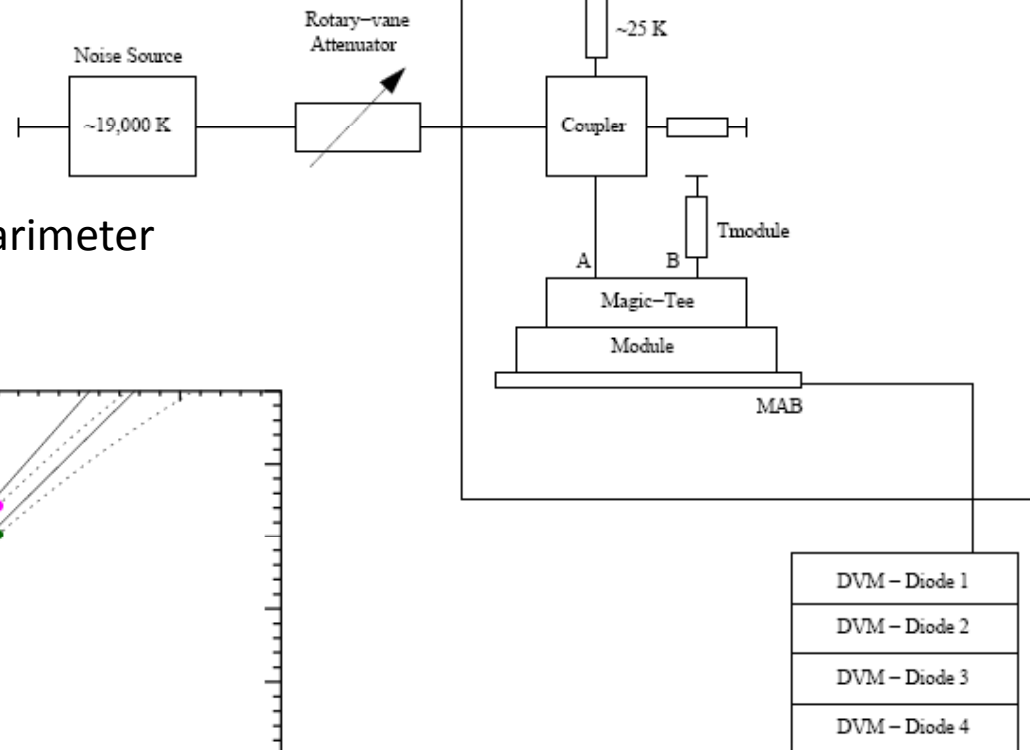 Rotary−vane
Attenuator
~25 K
Noise Source
~19,000 K
Coupler
arimeter
Tmodule
A
B
Magic−Tee
Module
MAB
DVM − Diode 1
DVM − Diode 2
DVM − Diode 3
DVM − Diode 4